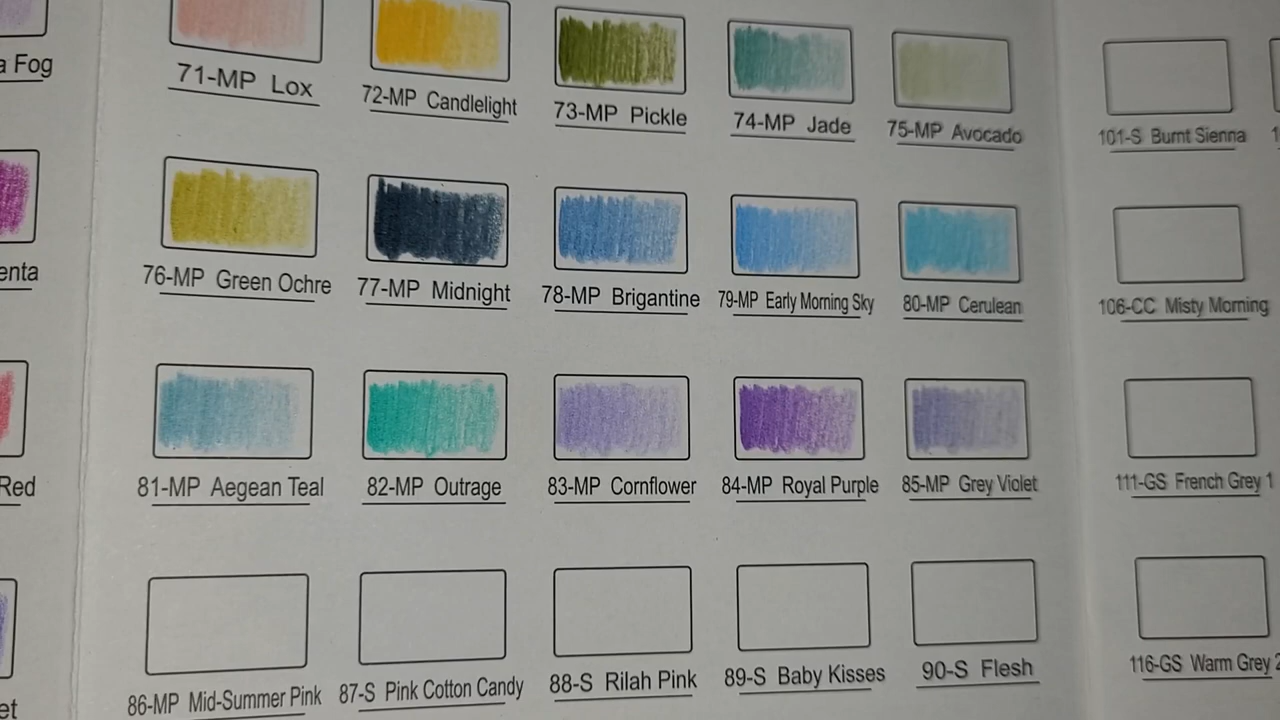 a Fog
71-MP Lox
72-MP Candlelight
73-MP Pickle
74-MP Jade
75-MP Avocado
101-S Burnt Sienna
enta
76-MP Green Ochre
77-MP Midnight
78-MP Brigantine
79-MP Early Morning Sky
80-MP Cerulean
106-CC Misty Morning
Red
81-MP Aegean Teal
82-MP Outrage
83-MP Cornflower
84-MP Royal Purple
85-MP Grey Violet
111-GS French Grey 1
et
86-MP Mid-Summer Pink
87-S Pink Cotton Candy
88-S Rilah Pink
89-S Baby Kisses
90-S Flesh
116-GS Warm Grey 2